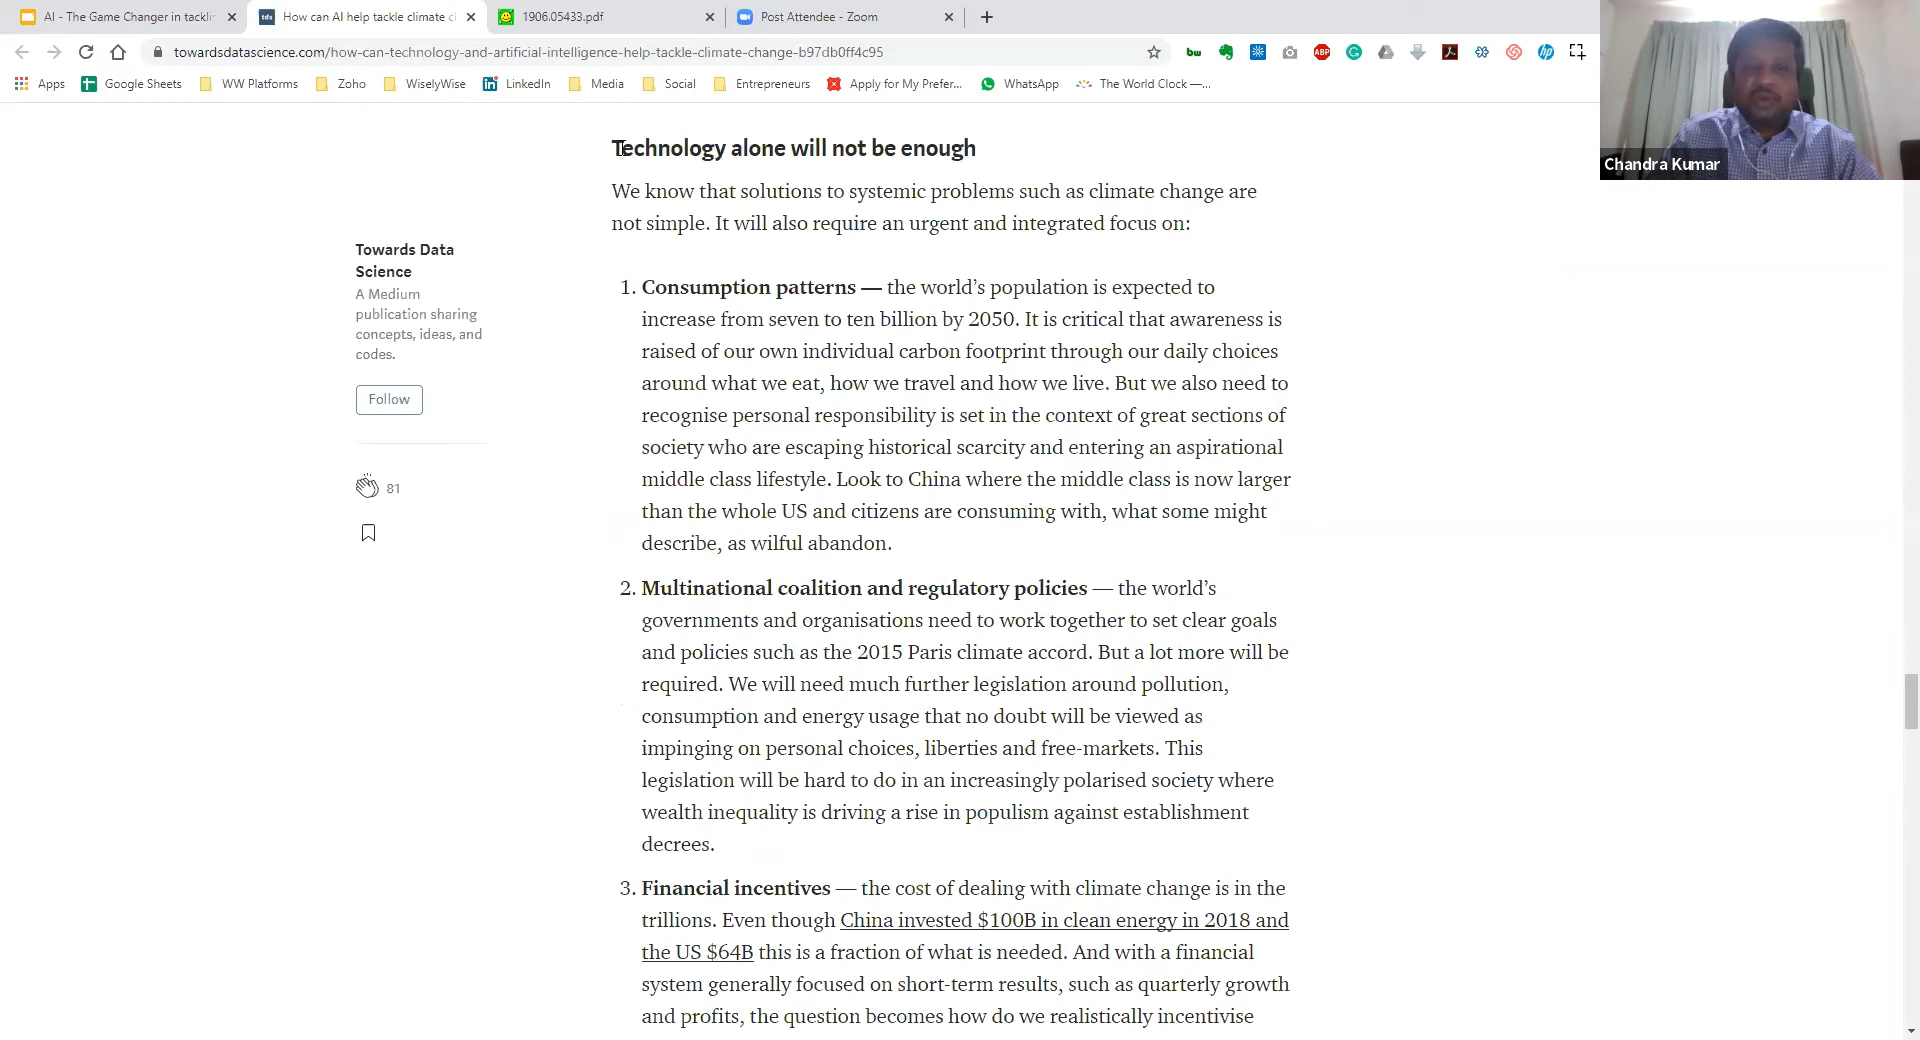 AI - The Game Changer in tackli
How can AI help tackle climate c
1906.05433.pdf
Post Attendee - Zoom
towardsdatascience.com/how-can-technology-and-artificial-intelligence-help-tackle-climate-change-b97db0ff4c95
Apps
Google Sheets
WW Platforms
Zoho
WiselyWise
LinkedIn
Media
Social
Entrepreneurs
Apply for My Prefer...
WhatsApp
The World Clock —...
Chandra Kumar
Technology alone will not be enough
We know that solutions to systemic problems such as climate change are
not simple. It will also require an urgent and integrated focus on:
Towards Data
Science
A Medium
publication sharing
concepts, ideas, and
codes.
Follow
81
1. Consumption patterns — the world’s population is expected to
increase from seven to ten billion by 2050. It is critical that awareness is
raised of our own individual carbon footprint through our daily choices
around what we eat, how we travel and how we live. But we also need to
recognise personal responsibility is set in the context of great sections of
society who are escaping historical scarcity and entering an aspirational
middle class lifestyle. Look to China where the middle class is now larger
than the whole US and citizens are consuming with, what some might
describe, as wilful abandon.
2. Multinational coalition and regulatory policies — the world’s
governments and organisations need to work together to set clear goals
and policies such as the 2015 Paris climate accord. But a lot more will be
required. We will need much further legislation around pollution,
consumption and energy usage that no doubt will be viewed as
impinging on personal choices, liberties and free-markets. This
legislation will be hard to do in an increasingly polarised society where
wealth inequality is driving a rise in populism against establishment
decrees.
3. Financial incentives — the cost of dealing with climate change is in the
trillions. Even though China invested $100B in clean energy in 2018 and
the US $64B this is a fraction of what is needed. And with a financial
system generally focused on short-term results, such as quarterly growth
and profits, the question becomes how do we realistically incentivise